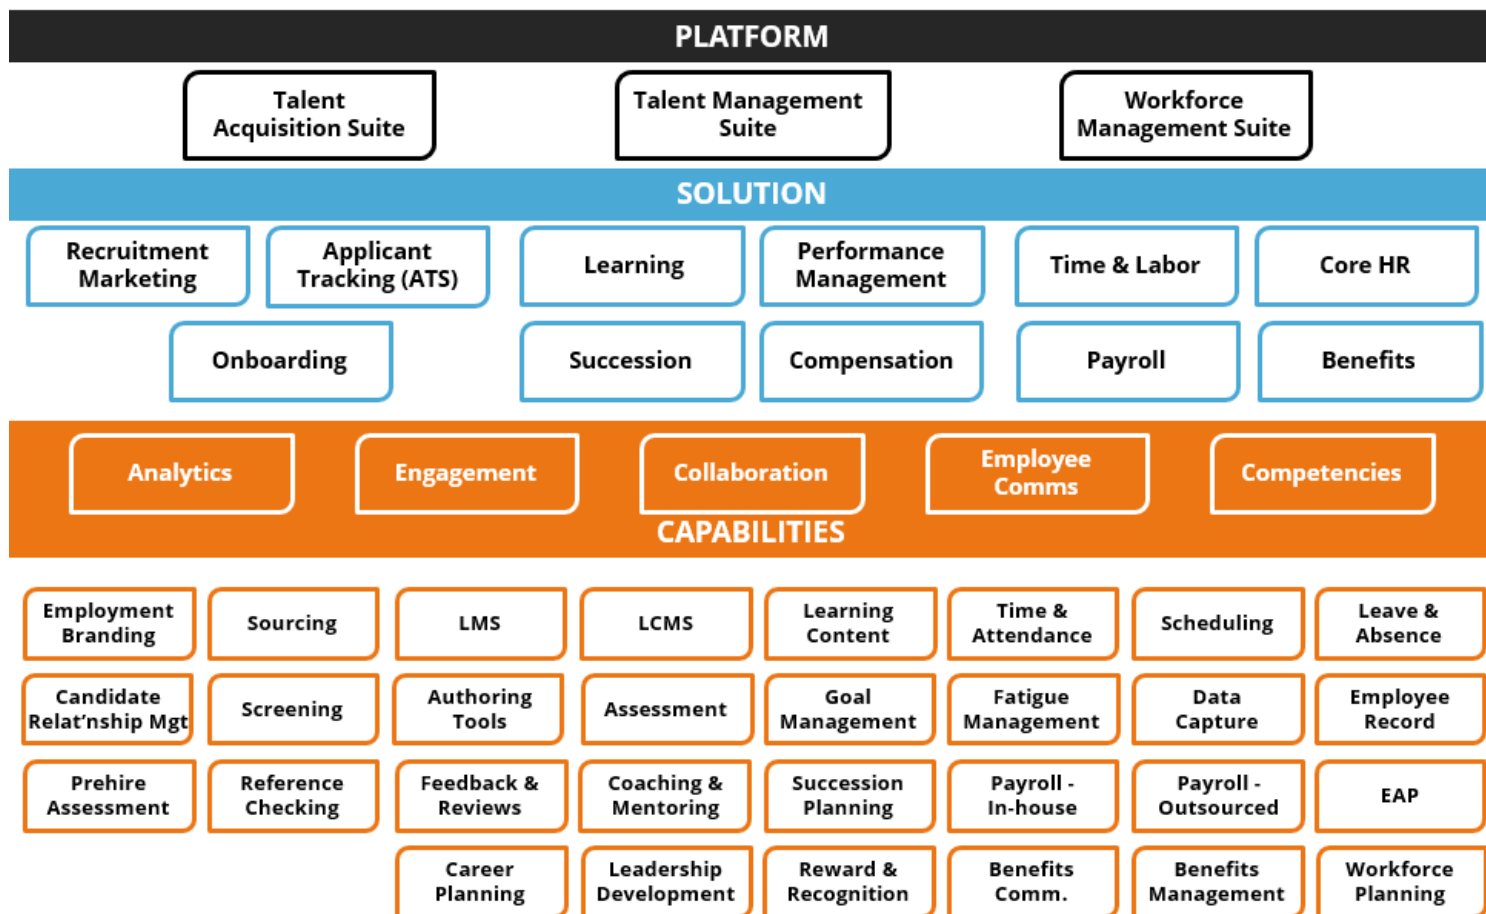 PLATFORM
Talent
Acquisition Suite
Talent Management
Suite
Workforce
Management Suite
SOLUTION
Recruitment
Marketing
Applicant
Tracking (ATS)
Learning
Performance
Management
Time & Labor
Core HR
Onboarding
Succession
Compensation
Payroll
Benefits
Analytics
Engagement
Collaboration
Employee
Comms
Competencies
CAPABILITIES
Employment
Branding
Sourcing
LMS
LCMS
Learning
Content
Time &
Attendance
Scheduling
Leave &
Absence
Candidate
Relat’nship Mgt
Screening
Authoring
Tools
Assessment
Goal
Management
Fatigue
Management
Data
Capture
Employee
Record
Prehire
Assessment
Reference
Checking
Feedback &
Reviews
Coaching &
Mentoring
Succession
Planning
Payroll -
In-house
Payroll -
Outsourced
EAP
Career
Planning
Leadership
Development
Reward &
Recognition
Benefits
Comm.
Benefits
Management
Workforce
Planning